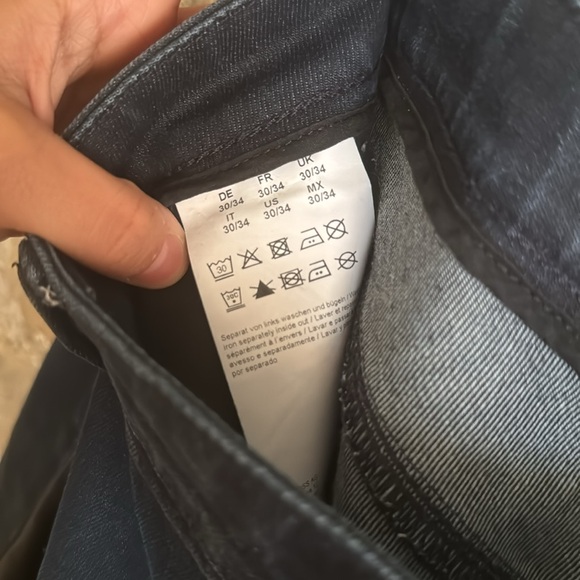 DE FR UK
30/34 30/34 30/34
IT US MX
30/34 30/34 30/34
30
30C
Separat von links waschen und bügeln /
iron separately inside out / Laver et
séparément à l'envers / Lavar e
avesso e separadamente / Lavar y
por separado